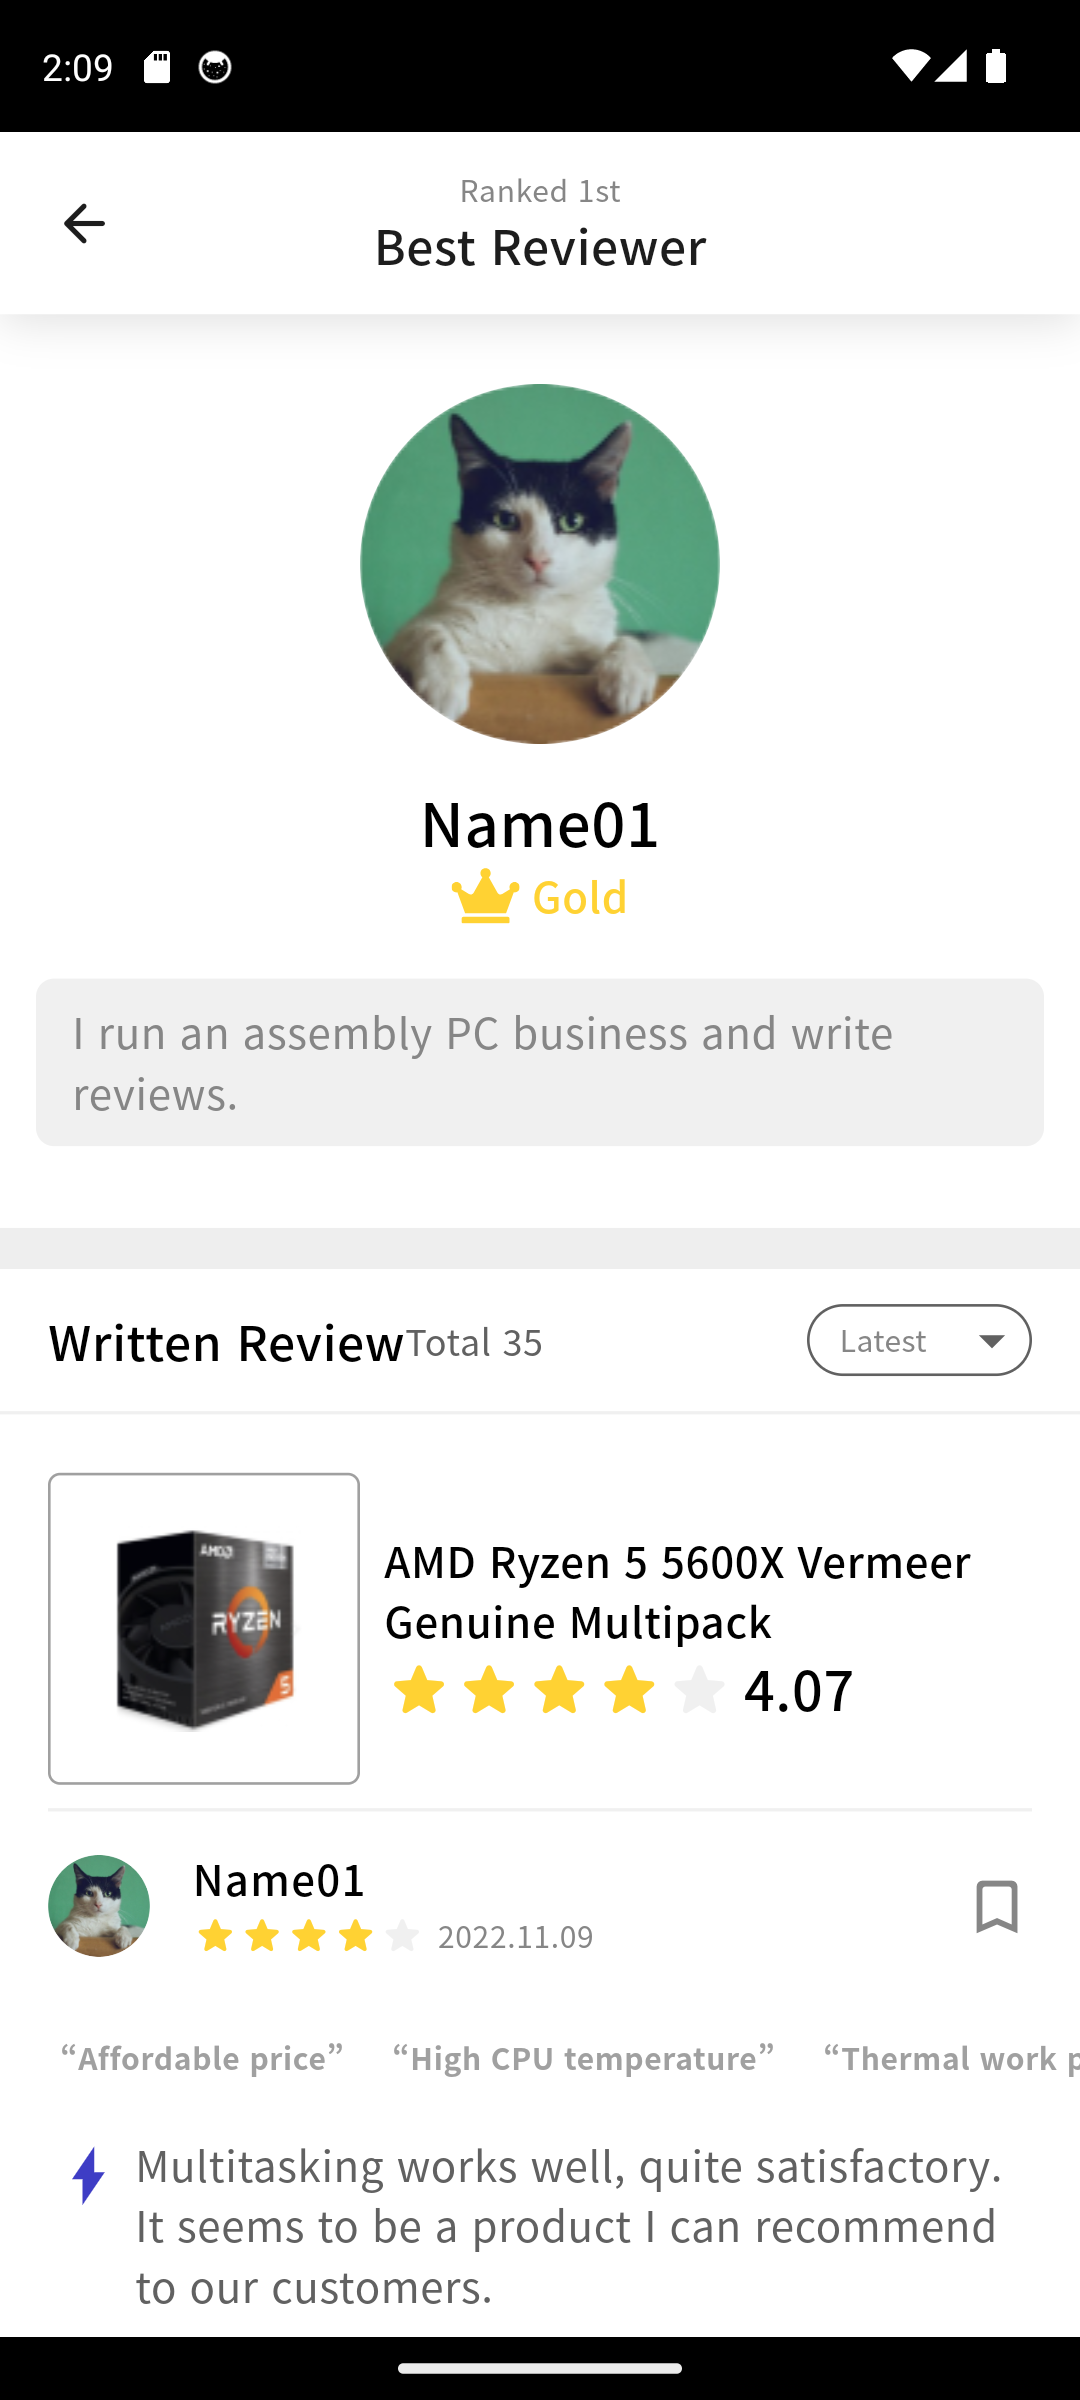 2:09
Ranked 1st
Best Reviewer
Name01
Gold
I run an assembly PC business and write
reviews.
Written Review Total 35
Latest
AMD
RYZEN
5
AMD Ryzen 5 5600X Vermeer
Genuine Multipack
4.07
Name01
2022.11.09
“Affordable price” “High CPU temperature” “Thermal work p
Multitasking works well, quite satisfactory.
It seems to be a product I can recommend
to our customers.